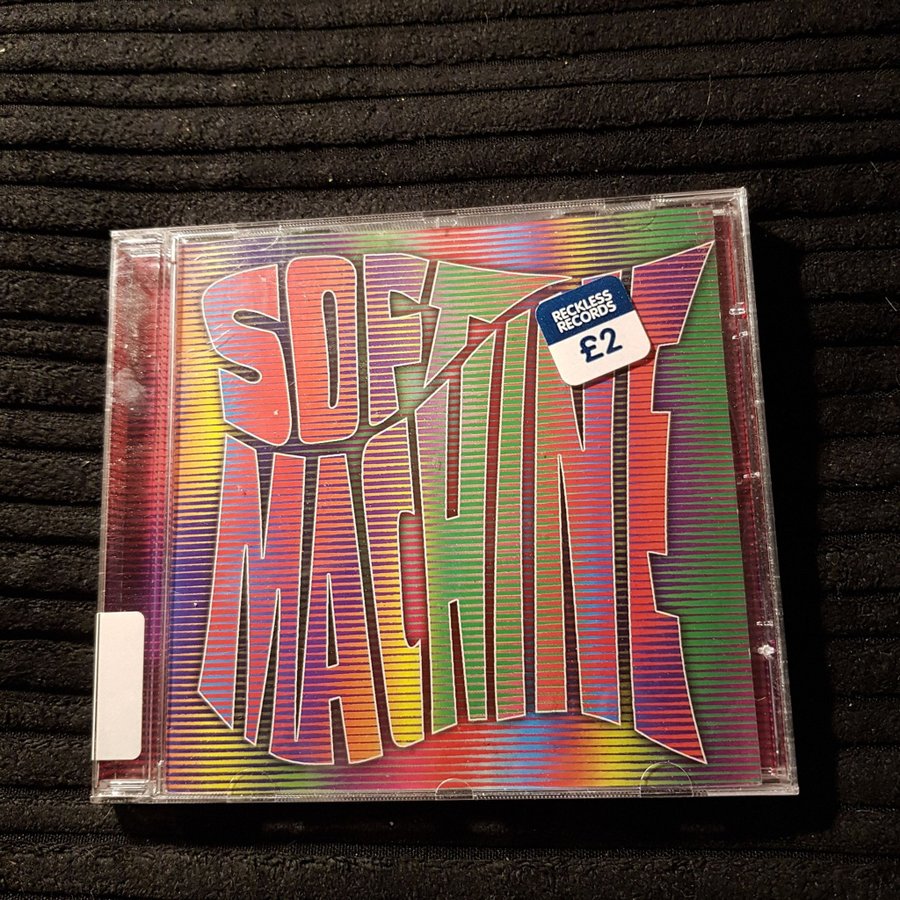 SOFT
MACHINE
RECKLESS
RECORDS
£2